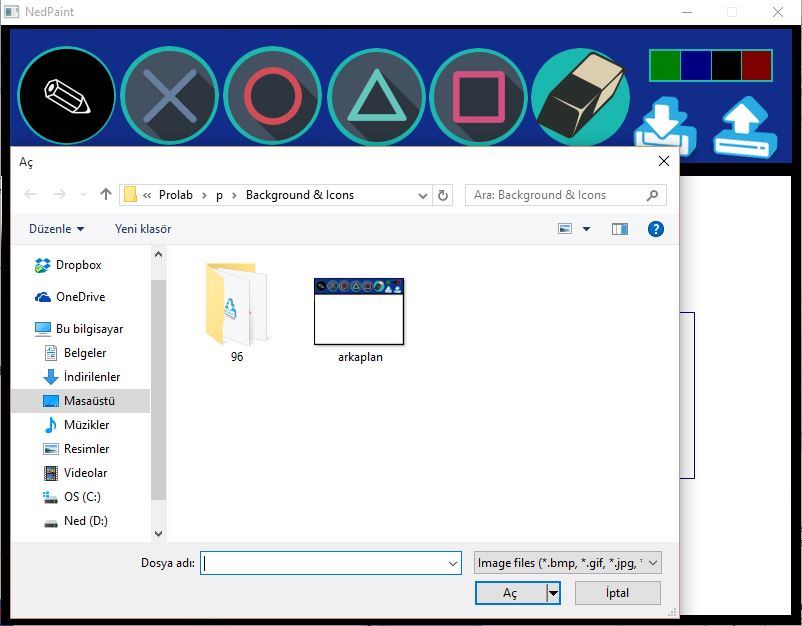 NedPaint
Aç
« Prolab › p › Background & Icons
Ara: Background & Icons
Düzenle
Yeni klasör
?
Dropbox
OneDrive
Bu bilgisayar
Belgeler
İndirilenler
Masaüstü
Müzikler
Resimler
Videolar
OS (C:)
Ned (D:)
96
arkaplan
Dosya adı:
Image files (*.bmp, *.gif, *.jpg, *
Aç
İptal